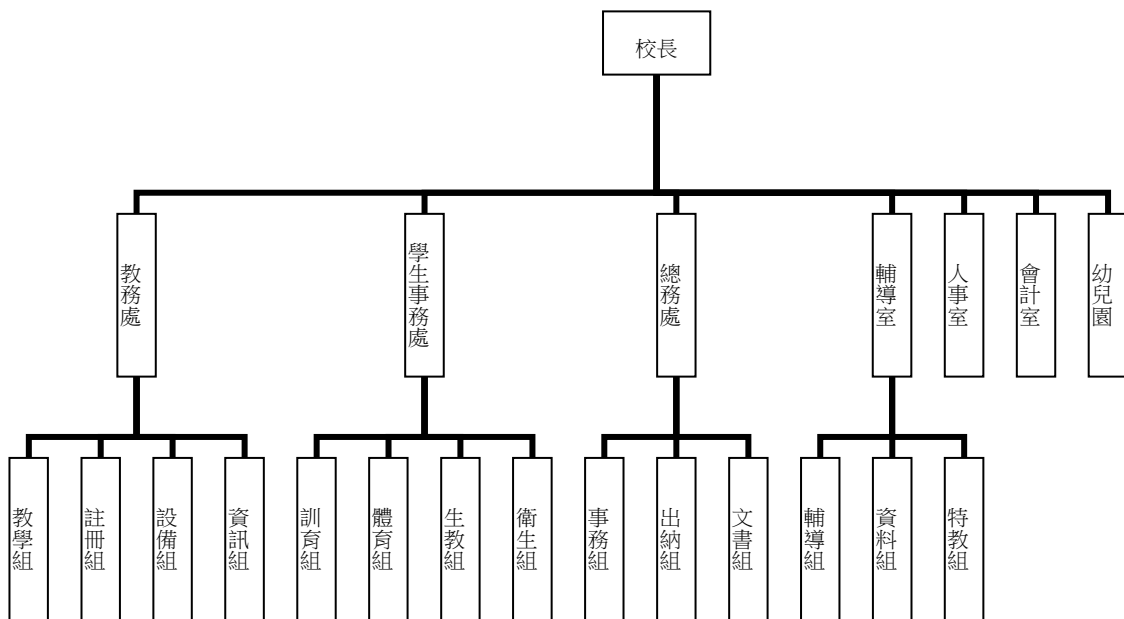 校長
教務處
學生事務處
總務處
輔導室
人事室
會計室
幼兒園
教學組
註冊組
設備組
資訊組
訓育組
體育組
生教組
衛生組
事務組
出納組
文書組
輔導組
資料組
特教組